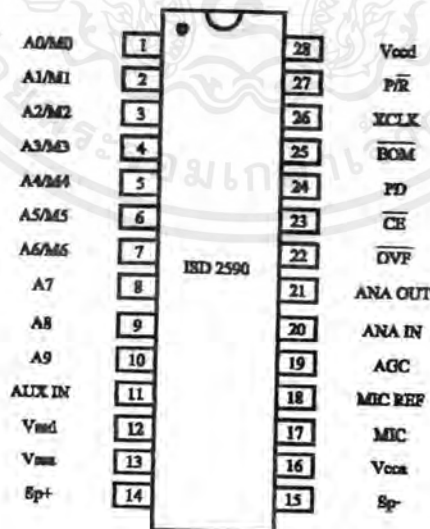 A0/M0 1 28 Vccd
A1/M1 2 27 P/R̅
A2/M2 3 26 XCLK
A3/M3 4 25 B̅O̅M̅
A4/M4 5 24 PD
A5/M5 6 23 C̅E̅
A6/M6 7 22 O̅V̅F̅
ISD 2590
A7 8 21 ANA OUT
A8 9 20 ANA IN
A9 10 19 AGC
AUX IN 11 18 MIC REF
Vssd 12 17 MIC
Vssa 13 16 Vcca
Sp+ 14 15 Sp-